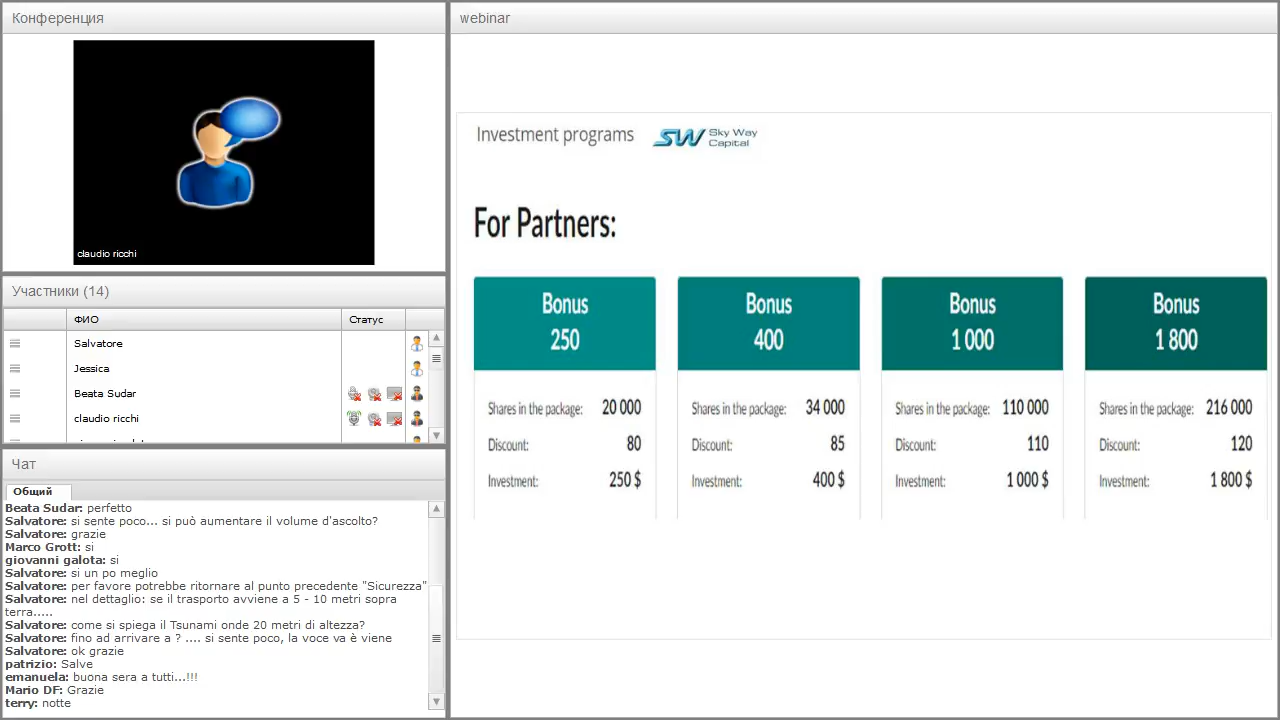 Конференция
claudio ricchi
Участники (14)
ФИО Статус
Salvatore
Jessica
Beata Sudar
claudio ricchi
Чат
Общий
Beata Sudar: perfetto
Salvatore: si sente poco... si può aumentare il volume d'ascolto?
Salvatore: grazie
Marco Grott: si
giovanni galota: si
Salvatore: si un po meglio
Salvatore: per favore potrebbe ritornare al punto precedente "Sicurezza"
Salvatore: nel dettaglio: se il trasporto avviene a 5 - 10 metri sopra
terra.....
Salvatore: come si spiega il Tsunami onde 20 metri di altezza?
Salvatore: fino ad arrivare a ? .... si sente poco, la voce va è viene
Salvatore: ok grazie
patrizio: Salve
emanuela: buona sera a tutti...!!!
Mario DF: Grazie
terry: notte
webinar
Investment programs SW Sky Way
Capital
For Partners:
Bonus
250
Shares in the package: 20 000
Discount: 80
Investment: 250 $
Bonus
400
Shares in the package: 34 000
Discount: 85
Investment: 400 $
Bonus
1 000
Shares in the package: 110 000
Discount: 110
Investment: 1 000 $
Bonus
1 800
Shares in the package: 216 000
Discount: 120
Investment: 1 800 $